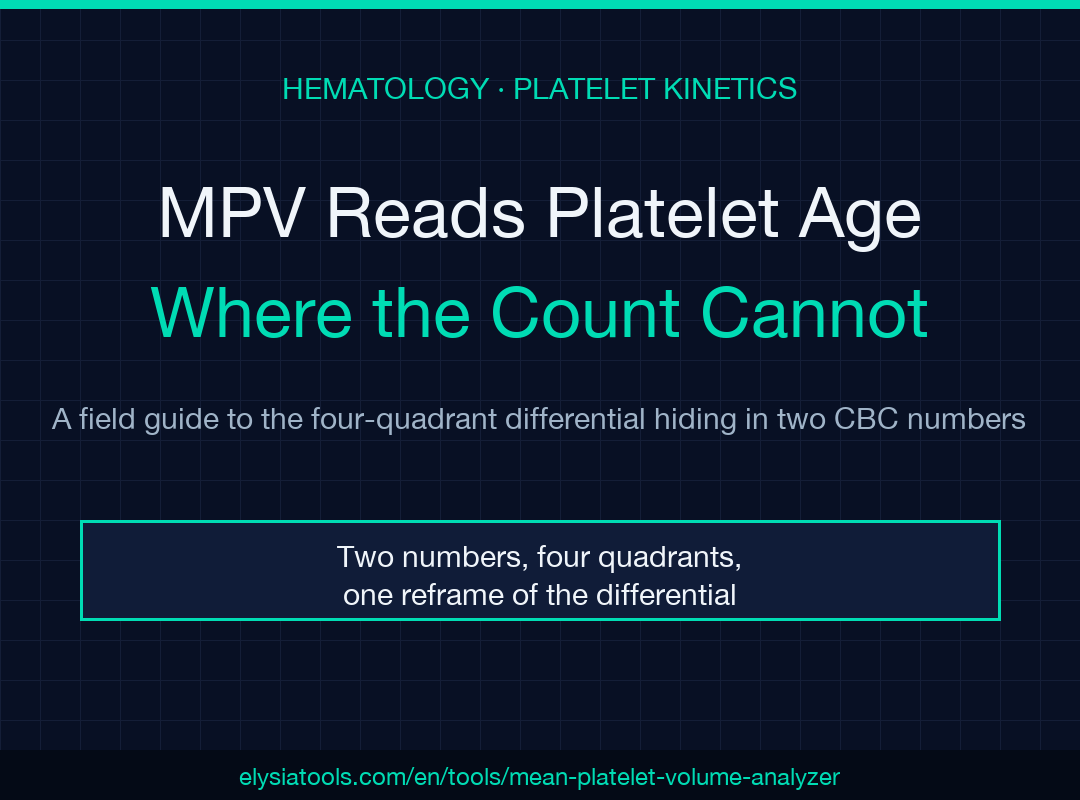 HEMATOLOGY · PLATELET KINETICS
MPV Reads Platelet Age
Where the Count Cannot
A field guide to the four-quadrant differential hiding in two CBC numbers
Two numbers, four quadrants,
one reframe of the differential
elysiatools.com/en/tools/mean-platelet-volume-analyzer